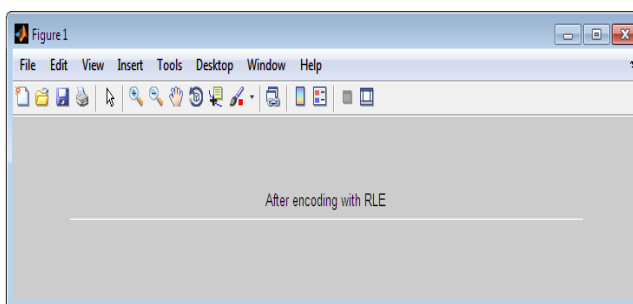 Figure 1
File Edit View Insert Tools Desktop Window Help
After encoding with RLE